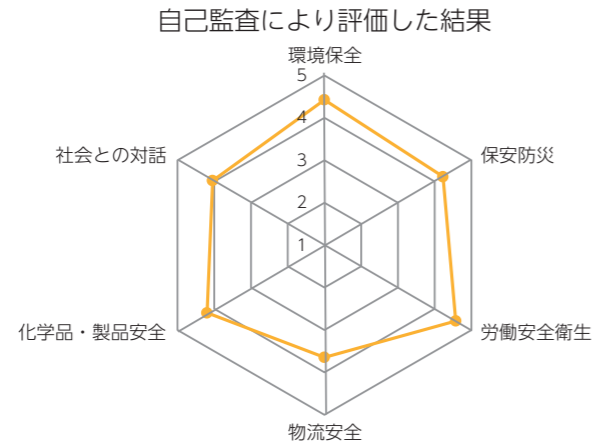 自己監査により評価した結果
環境保全
5
4
3
2
1
社会との対話
保安防災
化学品・製品安全
労働安全衛生
物流安全